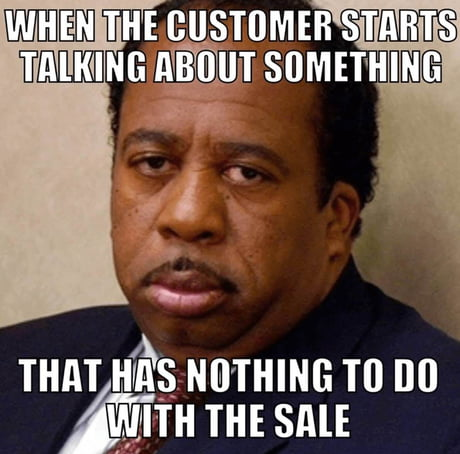 WHEN THE CUSTOMER STARTS
TALKING ABOUT SOMETHING
THAT HAS NOTHING TO DO
WITH THE SALE